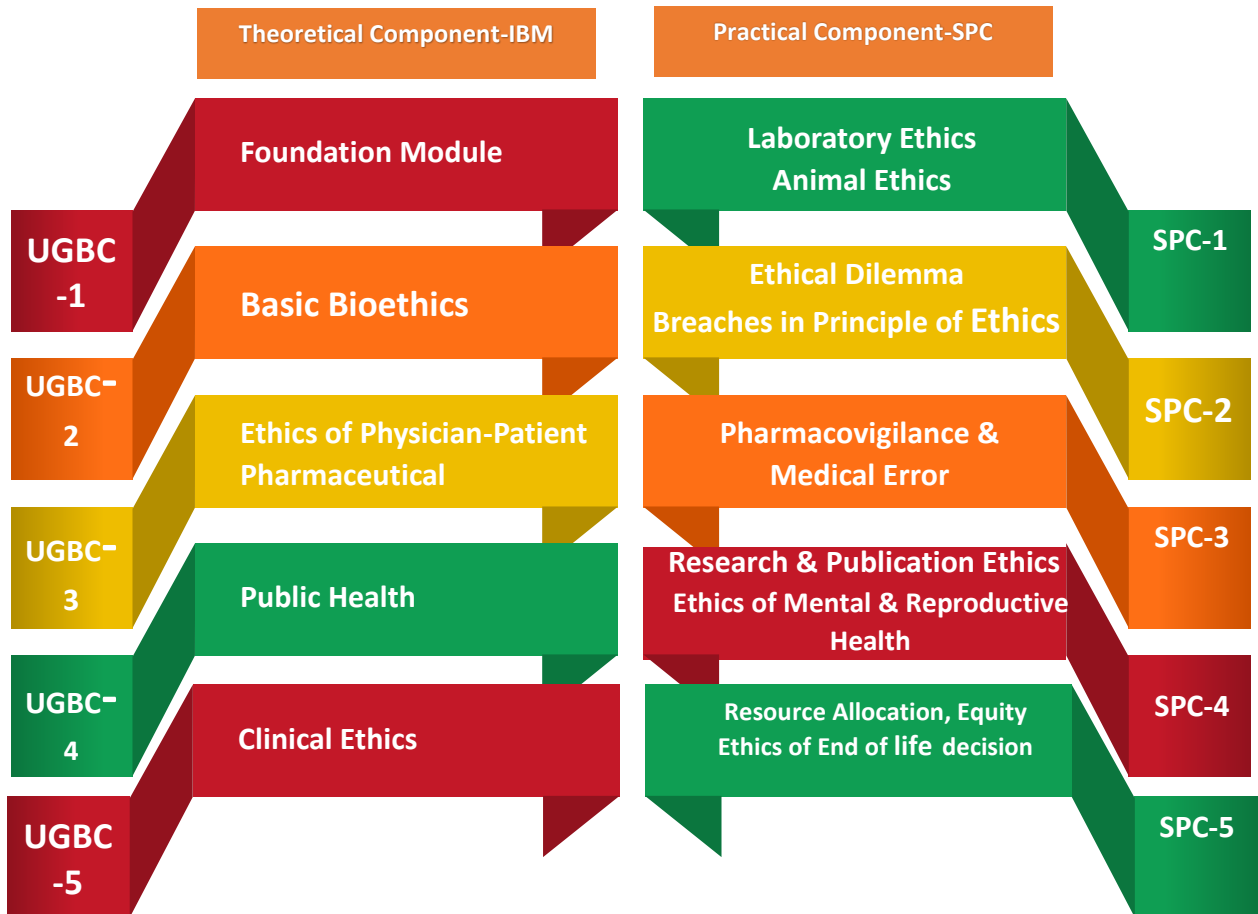 Theoretical Component-IBM
Practical Component-SPC
Foundation Module
UGBC
-1
Laboratory Ethics
Animal Ethics
SPC-1
Basic Bioethics
UGBC-
2
Ethical Dilemma
Breaches in Principle of Ethics
SPC-2
Ethics of Physician-Patient
Pharmaceutical
UGBC-
3
Pharmacovigilance &
Medical Error
SPC-3
Public Health
UGBC-
4
Research & Publication Ethics
Ethics of Mental & Reproductive
Health
SPC-4
Clinical Ethics
UGBC
-5
Resource Allocation, Equity
Ethics of End of life decision
SPC-5